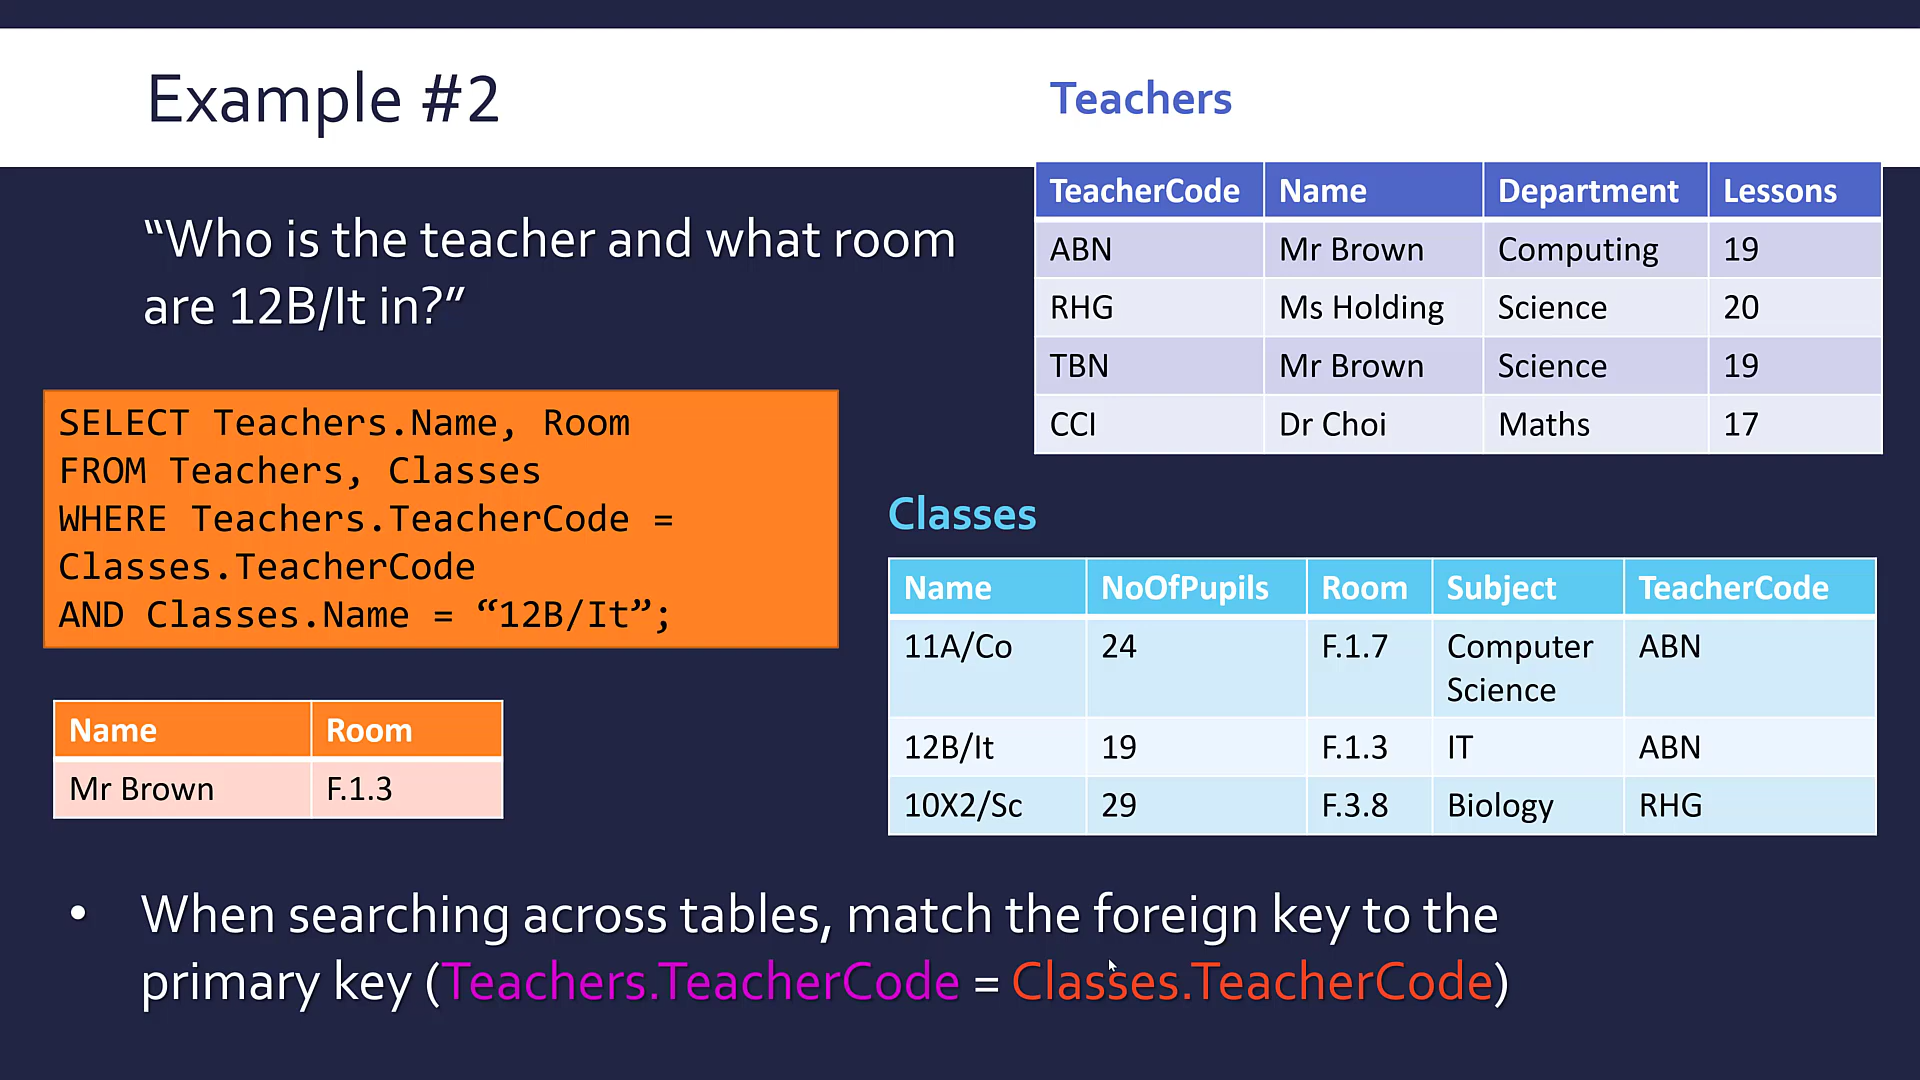 Example #2
“Who is the teacher and what room
are 12B/It in?”
SELECT Teachers.Name, Room
FROM Teachers, Classes
WHERE Teachers.TeacherCode =
Classes.TeacherCode
AND Classes.Name = “12B/It”;
Name Room
Mr Brown F.1.3
Teachers
TeacherCode Name Department Lessons
ABN Mr Brown Computing 19
RHG Ms Holding Science 20
TBN Mr Brown Science 19
CCI Dr Choi Maths 17
Classes
Name NoOfPupils Room Subject TeacherCode
11A/Co 24 F.1.7 Computer ABN
Science
12B/It 19 F.1.3 IT ABN
10X2/Sc 29 F.3.8 Biology RHG
• When searching across tables, match the foreign key to the
primary key (Teachers.TeacherCode = Classes.TeacherCode)